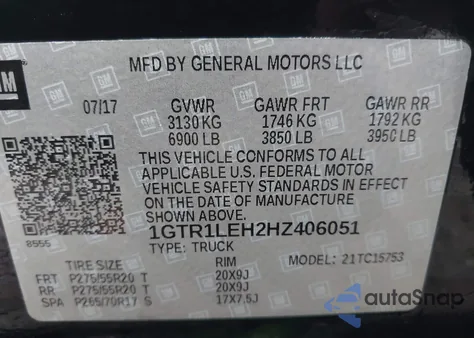 GM
MFD BY GENERAL MOTORS LLC
07/17 GVWR GAWR FRT GAWR RR
3130 KG 1746 KG 1792 KG
6900 LB 3850 LB 3950 LB
THIS VEHICLE CONFORMS TO ALL
APPLICABLE U.S. FEDERAL MOTOR
VEHICLE SAFETY STANDARDS IN EFFECT
ON THE DATE OF MANUFACTURE
SHOWN ABOVE.
8555 1GTR1LEH2HZ406051
TYPE: TRUCK
TIRE SIZE RIM MODEL: 21TC15753
FRT P275/55R20 T 20X9J
RR P275/55R20 T 20X9J
SPA P265/70R17 S 17X7.5J
autoSnap